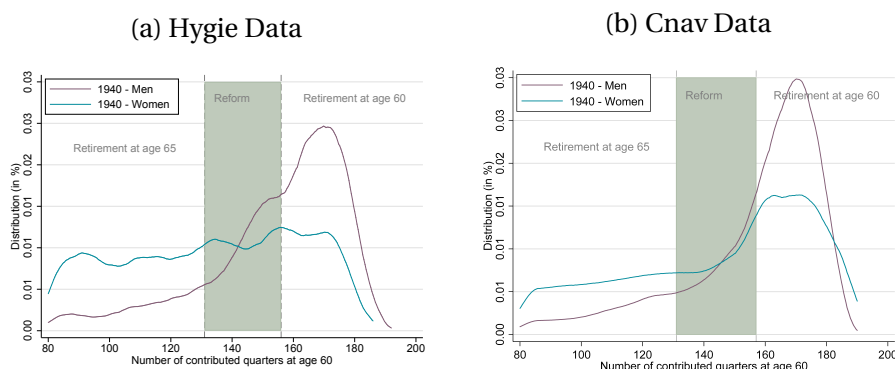 (a) Hygie Data
1940 - Men
1940 - Women
Reform
Retirement at age 60
Retirement at age 65
Distribution (in %)
0.03
0.03
0.02
0.01
0.01
0.01
0.00
80 100 120 140 160 180 200
Number of contributed quarters at age 60
(b) Cnav Data
1940 - Men
1940 - Women
Reform
Retirement at age 60
Retirement at age 65
Distribution (in %)
0.03
0.03
0.02
0.01
0.01
0.01
0.00
80 100 120 140 160 180 200
Number of contributed quarters at age 60